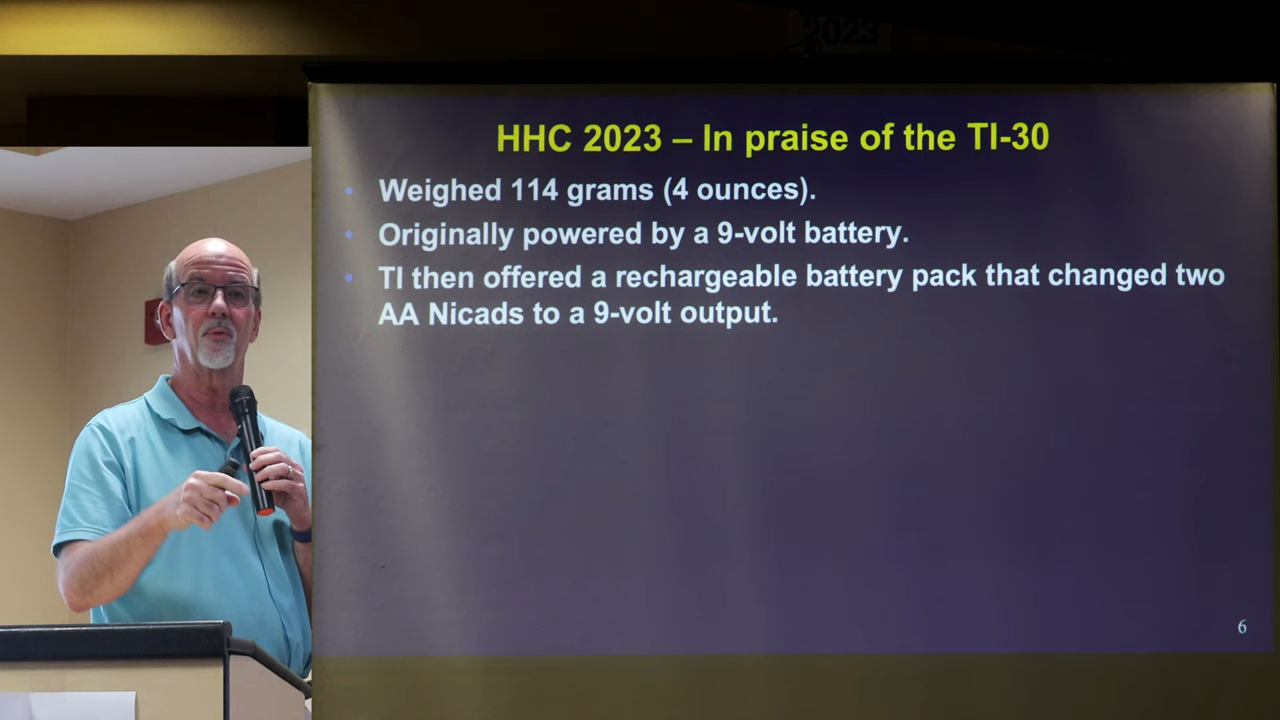 2023
HHC 2023 – In praise of the TI-30
• Weighed 114 grams (4 ounces).
• Originally powered by a 9-volt battery.
• TI then offered a rechargeable battery pack that changed two
AA Nicads to a 9-volt output.
6